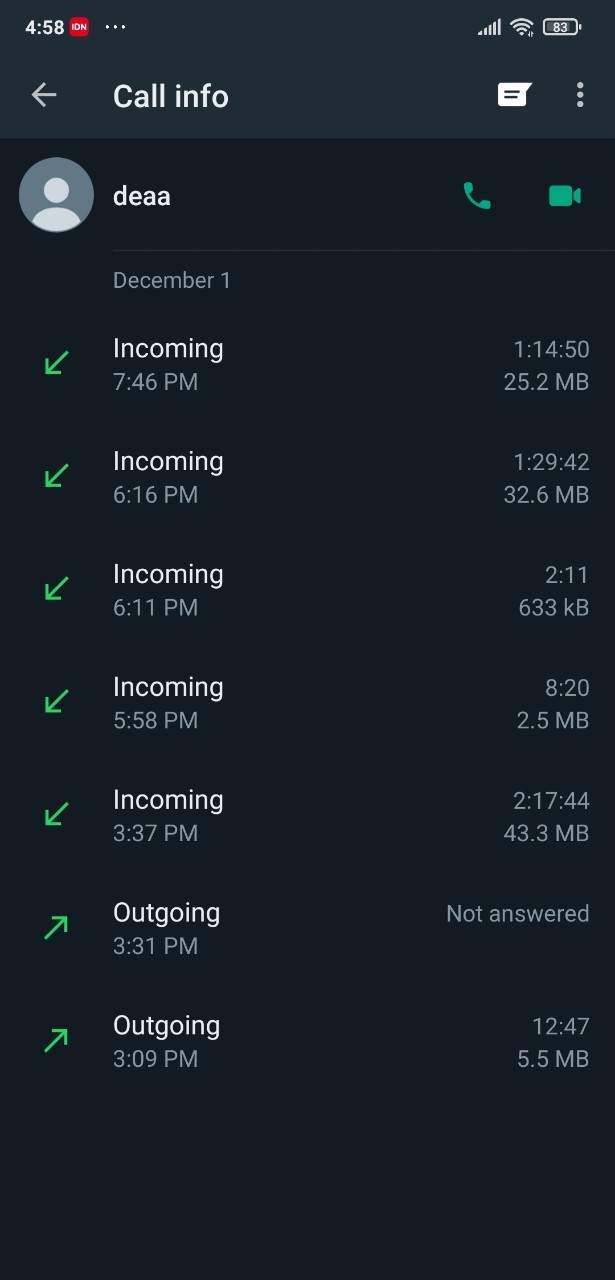 4:58 IDN ...
83
Call info
deaa
December 1
Incoming 1:14:50
7:46 PM 25.2 MB
Incoming 1:29:42
6:16 PM 32.6 MB
Incoming 2:11
6:11 PM 633 kB
Incoming 8:20
5:58 PM 2.5 MB
Incoming 2:17:44
3:37 PM 43.3 MB
Outgoing Not answered
3:31 PM
Outgoing 12:47
3:09 PM 5.5 MB